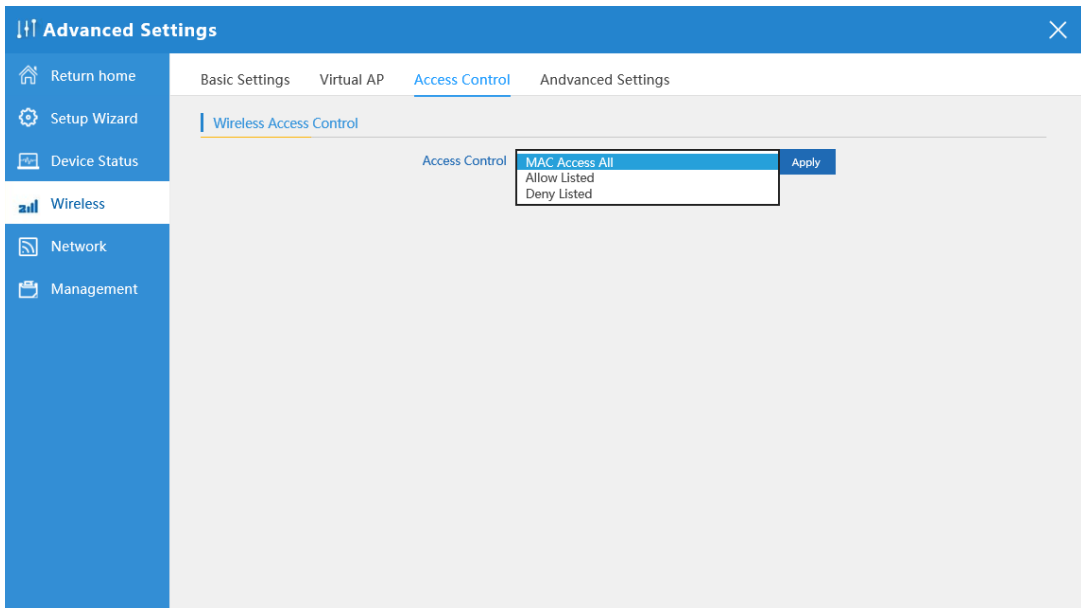 Advanced Settings
Return home
Setup Wizard
Device Status
Wireless
Network
Management
Basic Settings Virtual AP Access Control Andvanced Settings
Wireless Access Control
Access Control MAC Access All Apply
Allow Listed
Deny Listed